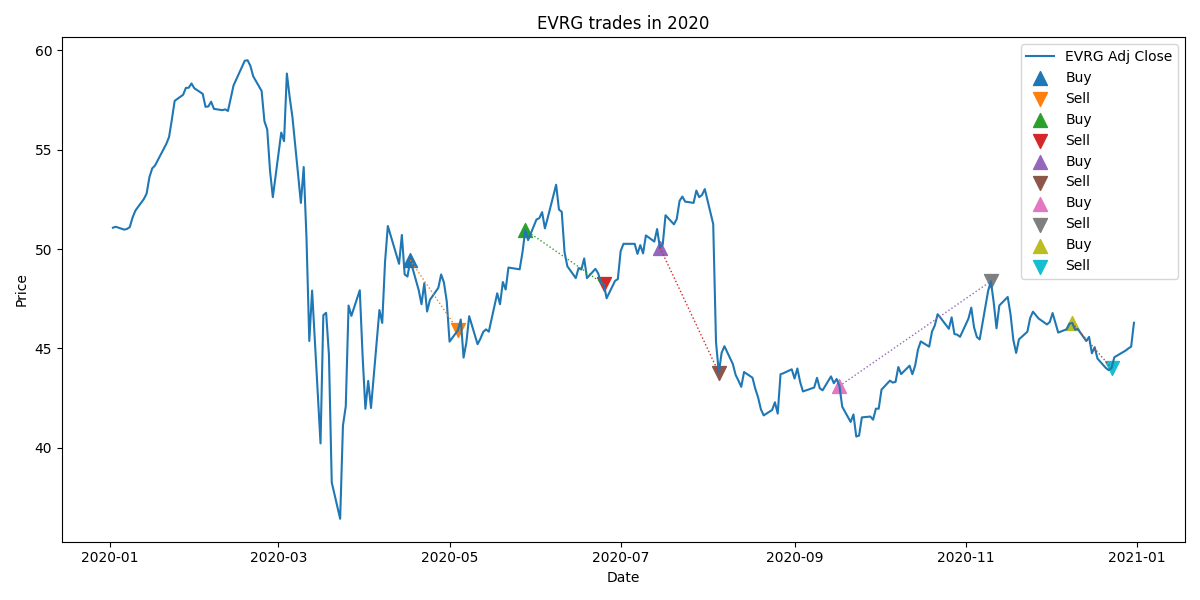 EVRG trades in 2020
60
55
50
45
40
Price
2020-01
2020-03
2020-05
2020-07
2020-09
2020-11
2021-01
Date
EVRG Adj Close
Buy
Sell
Buy
Sell
Buy
Sell
Buy
Sell
Buy
Sell